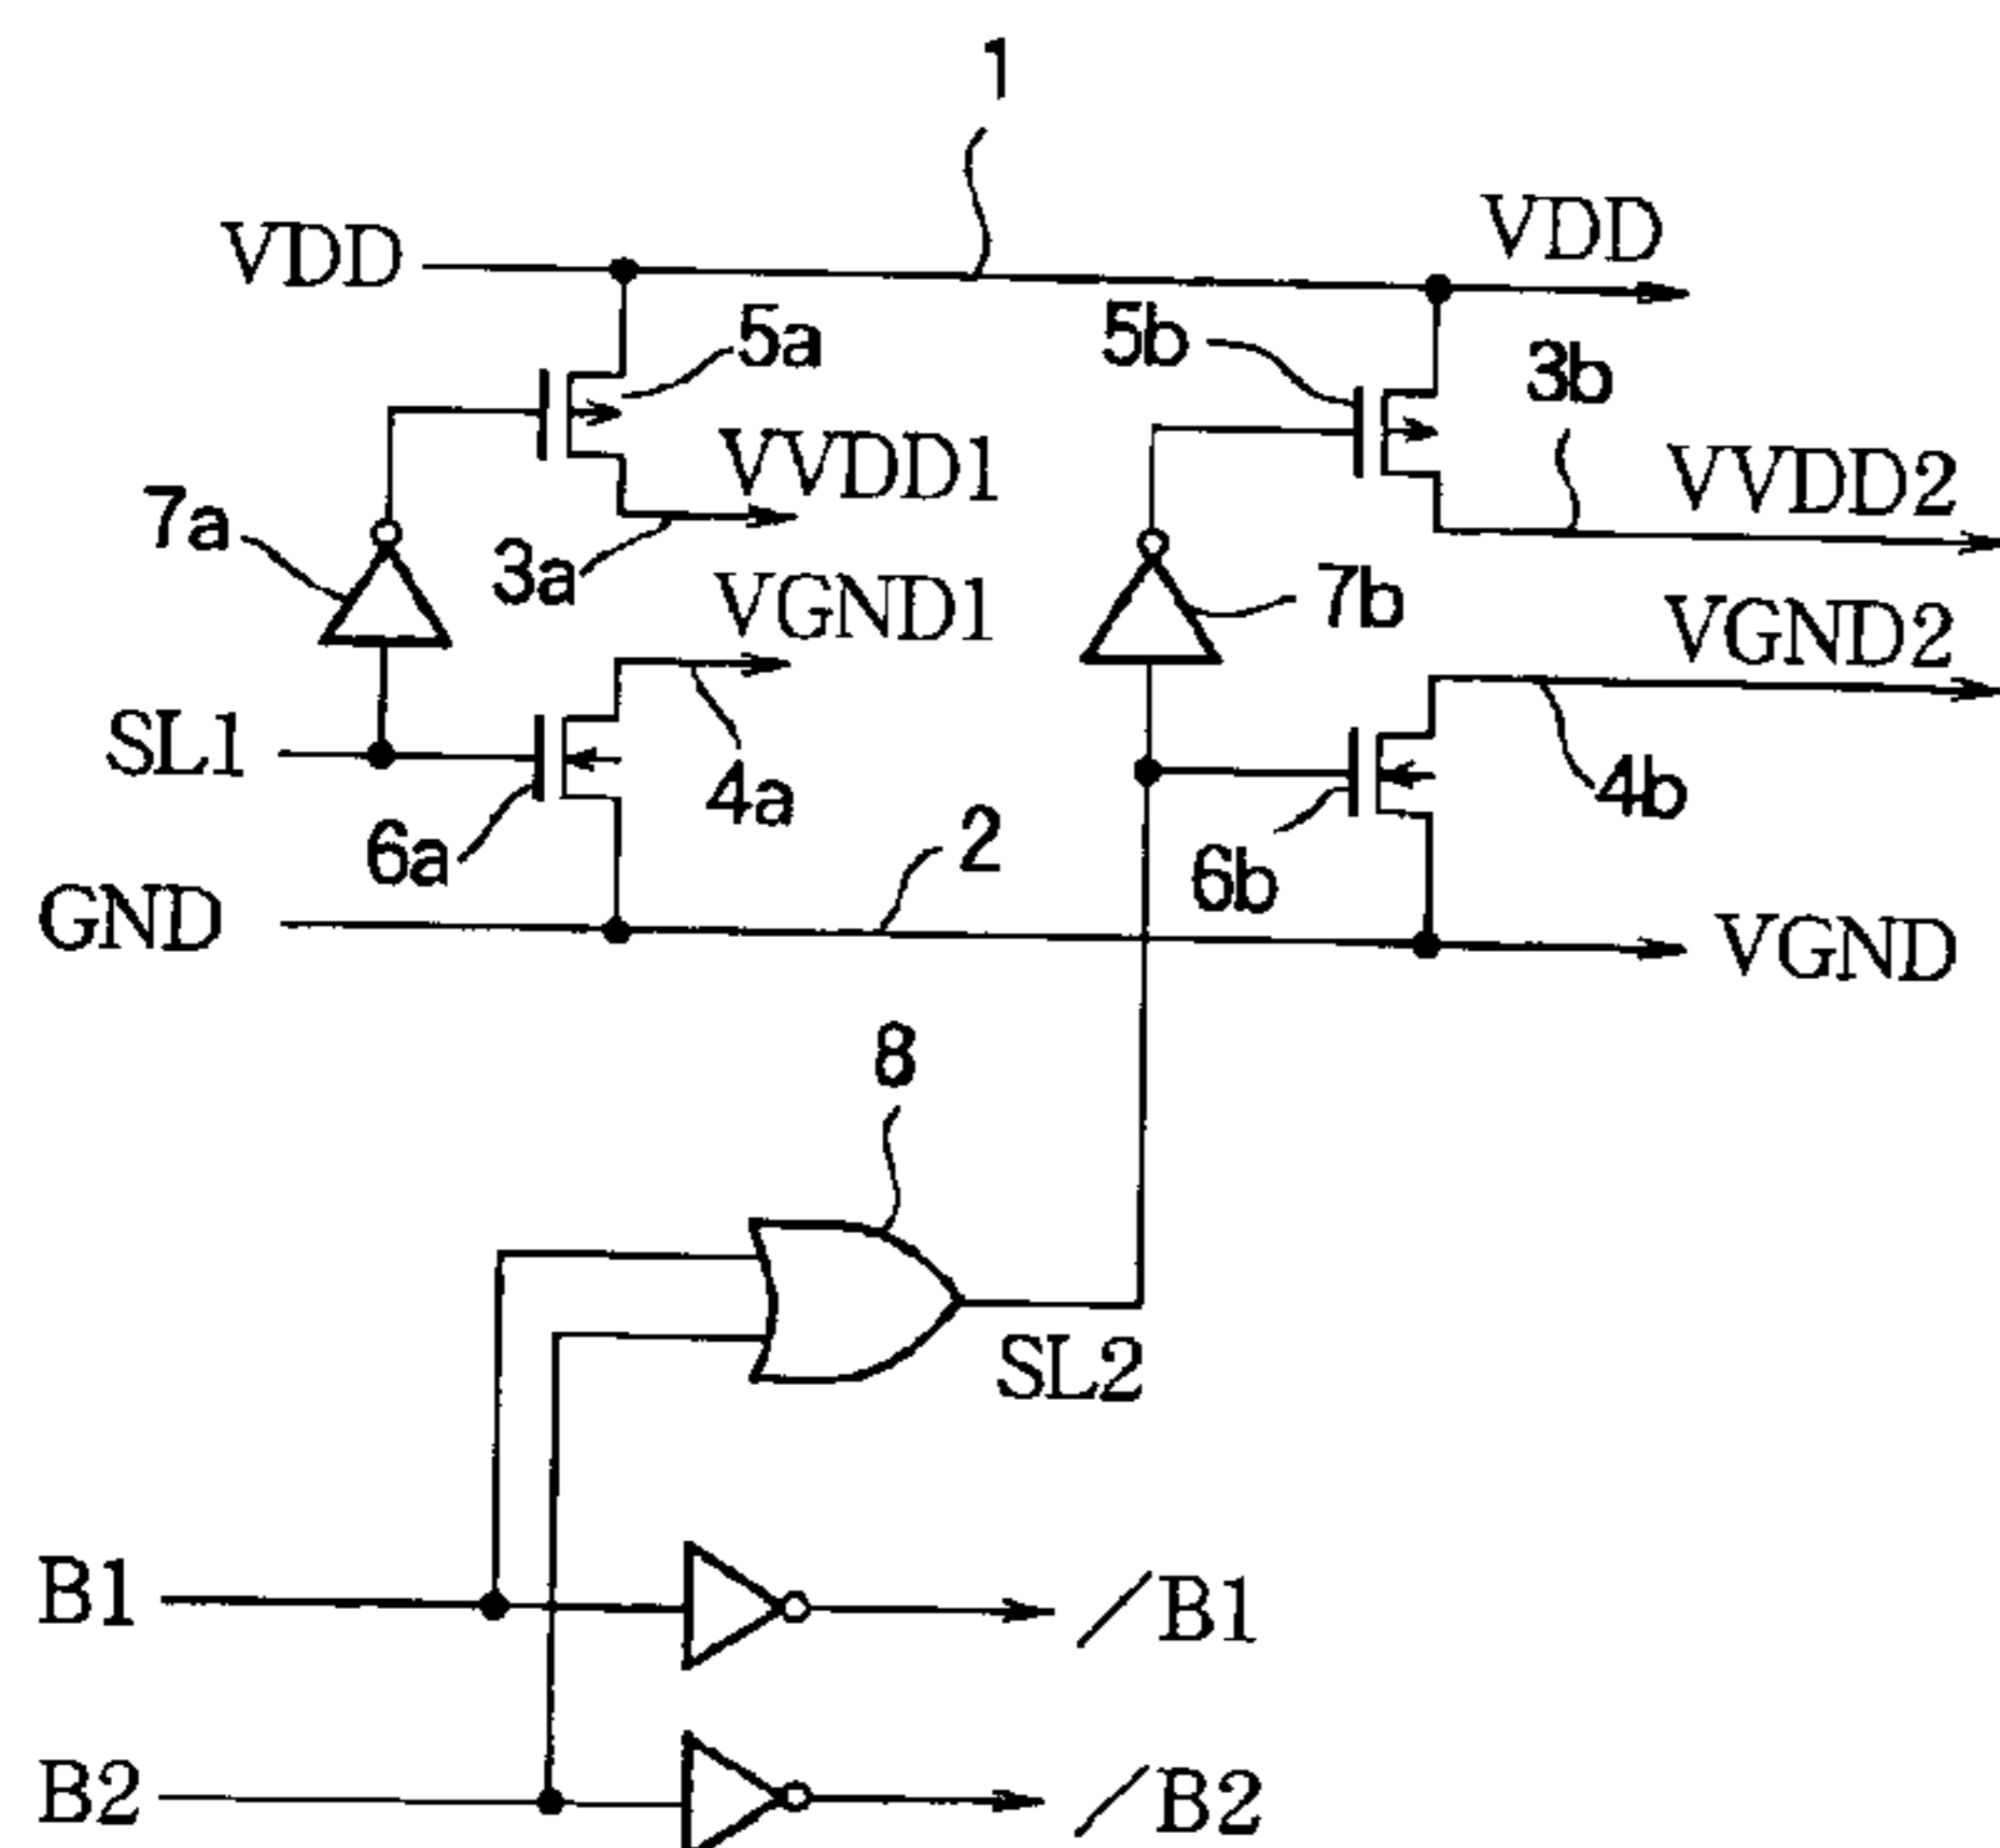 1
VDD
VDD
5a
5b
3b
VVDD1
VVDD2
7a
3a
VGND1
7b
VGND2
SL1
4a
4b
6a
2
6b
GND
VGND
8
SL2
B1
/B1
B2
/B2